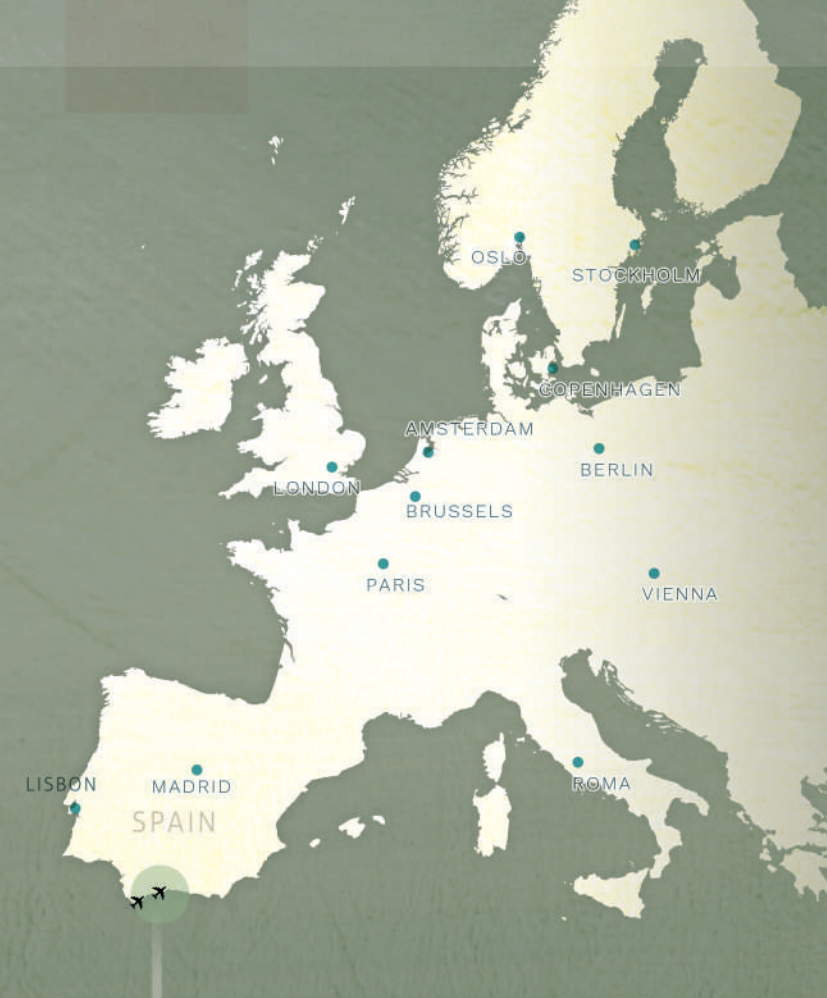 OSLO
STOCKHOLM
COPENHAGEN
AMSTERDAM
BERLIN
LONDON
BRUSSELS
PARIS
VIENNA
LISBON
MADRID
ROMA
SPAIN